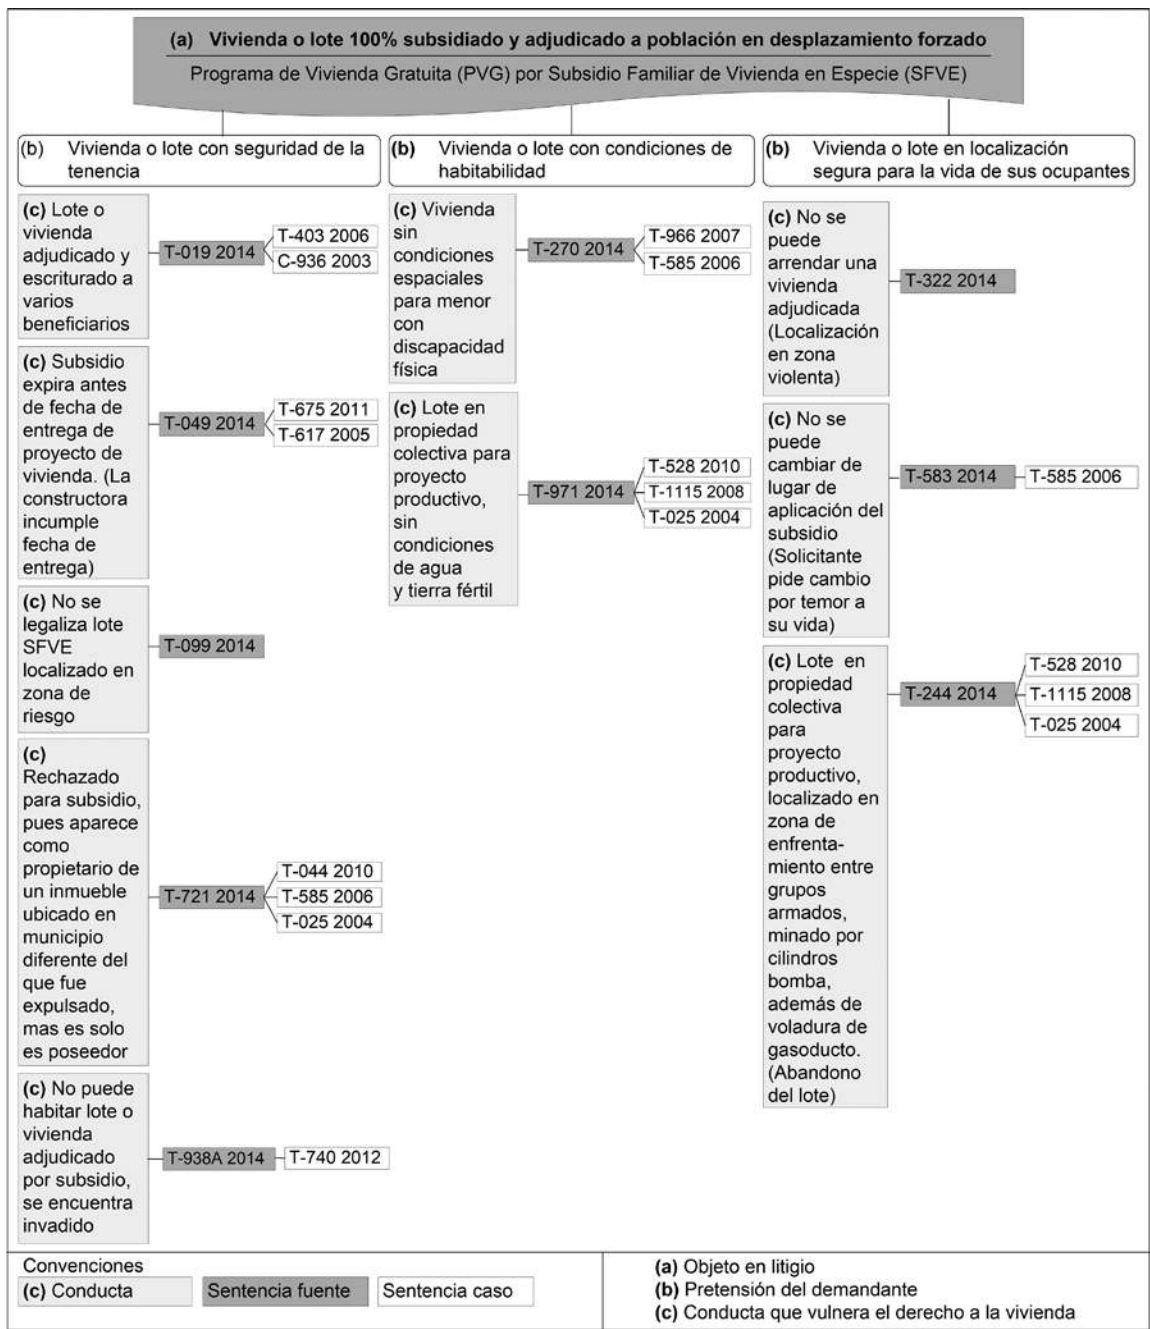 (a) Vivienda o lote 100% subsidiado y adjudicado a población en desplazamiento forzado
Programa de Vivienda Gratuita (PVG) por Subsidio Familiar de Vivienda en Especie (SFVE)
(b) Vivienda o lote con seguridad de la
tenencia
(c) Lote o
vivienda
adjudicado y
escriturado a
varios
beneficiarios
T-019 2014
T-403 2006
C-936 2003
(c) Subsidio
expira antes
de fecha de
entrega de
proyecto de
vivienda. (La
constructora
incumple
fecha de
entrega)
T-049 2014
T-675 2011
T-617 2005
(c) No se
legaliza lote
SFVE
localizado en
zona de
riesgo
T-099 2014
(c)
Rechazado
para subsidio,
pues aparece
como
propietario de
un inmueble
ubicado en
municipio
diferente del
que fue
expulsado,
mas es solo
es poseedor
T-721 2014
T-044 2010
T-585 2006
T-025 2004
(c) No puede
habitar lote o
vivienda
adjudicado
por subsidio,
se encuentra
invadido
T-938A 2014
T-740 2012
(b) Vivienda o lote con condiciones de
habitabilidad
(c) Vivienda
sin
condiciones
espaciales
para menor
con
discapacidad
física
T-270 2014
T-966 2007
T-585 2006
(c) Lote en
propiedad
colectiva para
proyecto
productivo,
sin
condiciones
de agua
y tierra fértil
T-971 2014
T-528 2010
T-1115 2008
T-025 2004
(b) Vivienda o lote en localización
segura para la vida de sus ocupantes
(c) No se
puede
arrendar una
vivienda
adjudicada
(Localización
en zona
violenta)
T-322 2014
(c) No se
puede
cambiar de
lugar de
aplicación del
subsidio
(Solicitante
pide cambio
por temor a
su vida)
T-583 2014
T-585 2006
(c) Lote en
propiedad
colectiva
para
proyecto
productivo,
localizado en
zona de
enfrenta-
miento entre
grupos
armados,
minado por
cilindros
bomba,
además de
voladura de
gasoducto.
(Abandono
del lote)
T-244 2014
T-528 2010
T-1115 2008
T-025 2004
Convenciones
(c) Conducta
Sentencia fuente
Sentencia caso
(a) Objeto en litigio
(b) Pretensión del demandante
(c) Conducta que vulnera el derecho a la vivienda